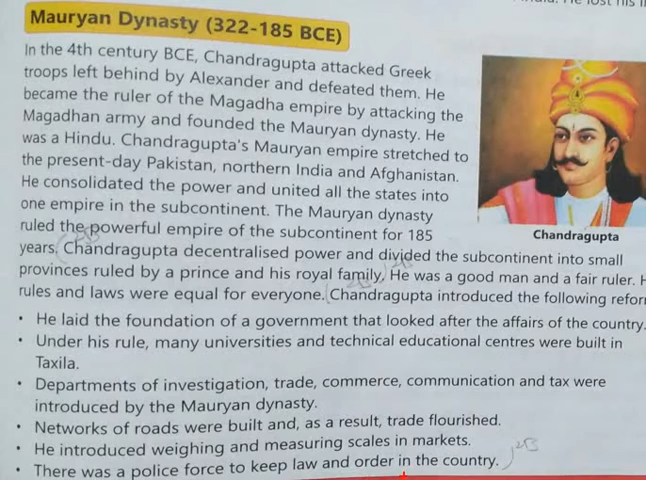 Mauryan Dynasty (322-185 BCE)
In the 4th century BCE, Chandragupta attacked Greek
troops left behind by Alexander and defeated them. He
became the ruler of the Magadha empire by attacking the
Magadhan army and founded the Mauryan dynasty. He
was a Hindu. Chandragupta's Mauryan empire stretched to
the present-day Pakistan, northern India and Afghanistan.
He consolidated the power and united all the states into
one empire in the subcontinent. The Mauryan dynasty
ruled the powerful empire of the subcontinent for 185
Chandragupta
years. Chandragupta decentralised power and divided the subcontinent into small
provinces ruled by a prince and his royal family. He was a good man and a fair ruler.
rules and laws were equal for everyone. Chandragupta introduced the following
• He laid the foundation of a government that looked after the affairs of the country.
• Under his rule, many universities and technical educational centres were built in
Taxila.
• Departments of investigation, trade, commerce, communication and tax were
introduced by the Mauryan dynasty.
• Networks of roads were built and, as a result, trade flourished.
• He introduced weighing and measuring scales in markets.
• There was a police force to keep law and order in the country.